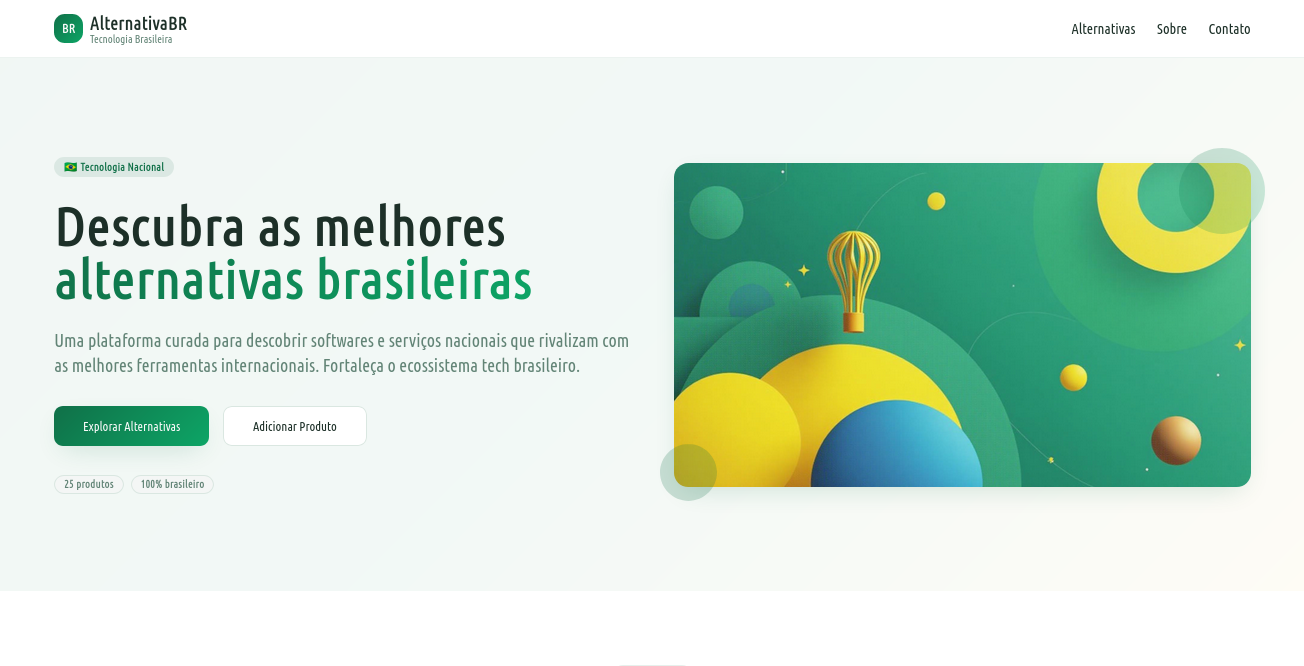 BR
AlternativaBR
Tecnologia Brasileira
Alternativas
Sobre
Contato
🇧🇷 Tecnologia Nacional
Descubra as melhores
alternativas brasileiras
Uma plataforma curada para descobrir softwares e serviços nacionais que rivalizam com
as melhores ferramentas internacionais. Fortaleça o ecossistema tech brasileiro.
Explorar Alternativas
Adicionar Produto
25 produtos
100% brasileiro